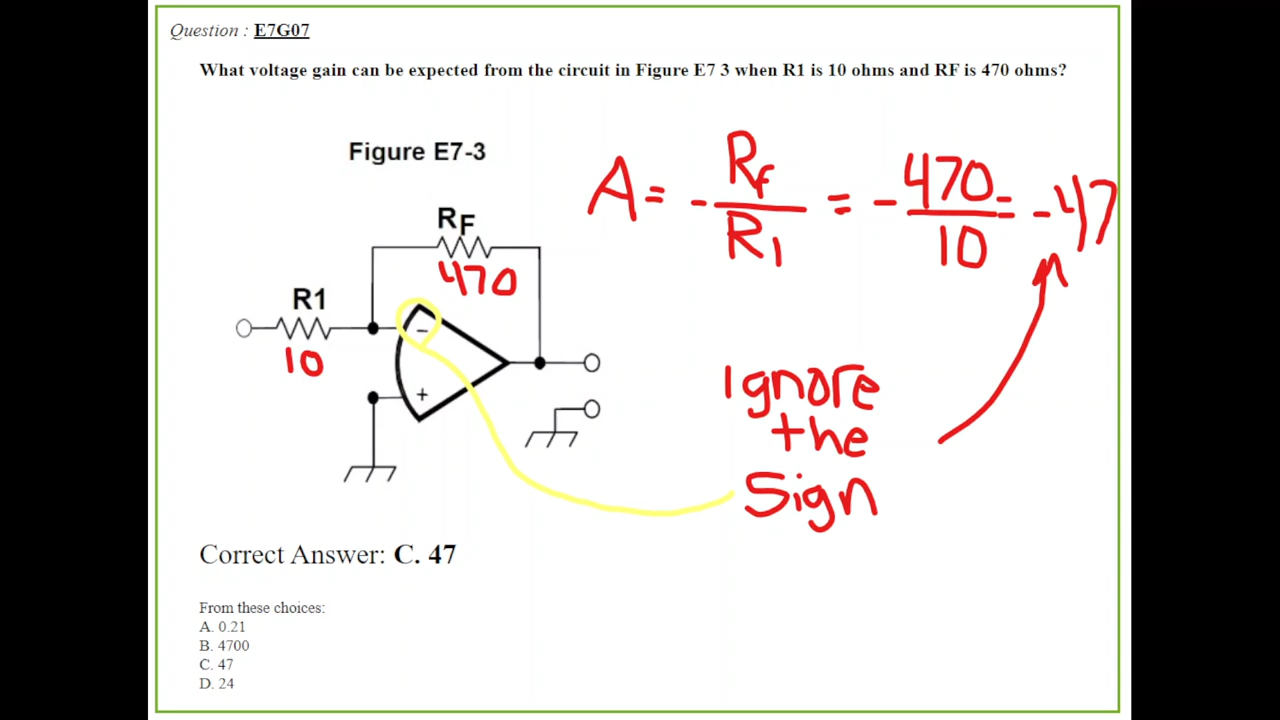 Question : E7G07
What voltage gain can be expected from the circuit in Figure E7 3 when R1 is 10 ohms and RF is 470 ohms?
Figure E7-3
A = - Rf / R1 = - 470 / 10 = -47
RF
470
R1
10
−
+
Ignore
the
Sign
Correct Answer: C. 47
From these choices:
A. 0.21
B. 4700
C. 47
D. 24